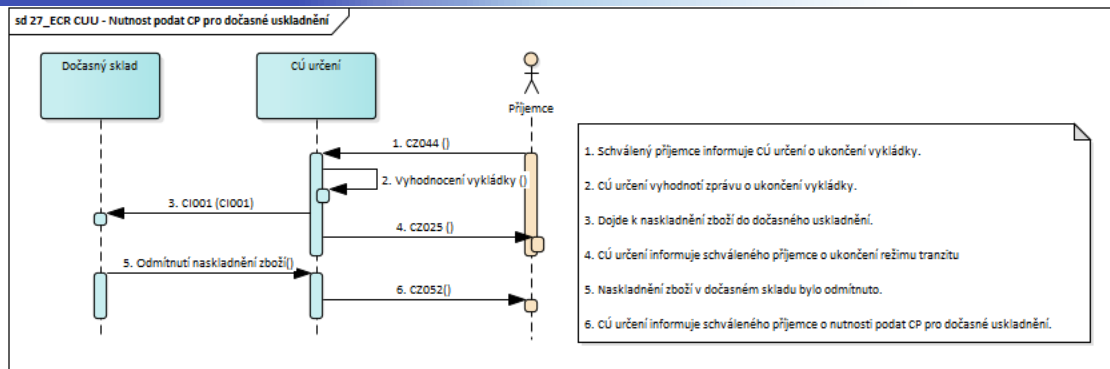 sd 27_ECR CUU - Nutnost podat CP pro dočasné uskladnění
Dočasný sklad
CÚ určení
Příjemce
1. CZ044 ()
2. Vyhodnocení vykládky ()
3. CI001 (CI001)
4. CZ025 ()
5. Odmítnutí naskladnění zboží()
6. CZ052()
1. Schválený příjemce informuje CÚ určení o ukončení vykládky.
2. CÚ určení vyhodnotí zprávu o ukončení vykládky.
3. Dojde k naskladnění zboží do dočasného uskladnění.
4. CÚ určení informuje schváleného příjemce o ukončení režimu tranzitu
5. Naskladnění zboží v dočasném skladu bylo odmítnuto.
6. CÚ určení informuje schváleného příjemce o nutnosti podat CP pro dočasné uskladnění.